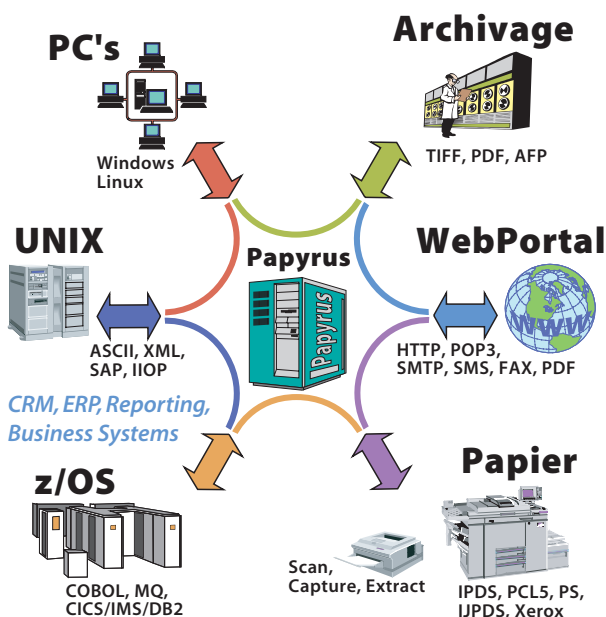 PC's
Windows
Linux
Archivage
TIFF, PDF, AFP
UNIX
ASCII, XML,
SAP, IIOP
CRM, ERP, Reporting,
Business Systems
Papyrus
Papyrus
WebPortal
WWW
HTTP, POP3,
SMTP, SMS, FAX, PDF
z/OS
COBOL, MQ,
CICS/IMS/DB2
Scan,
Capture, Extract
Papier
IPDS, PCL5, PS,
IJPDS, Xerox